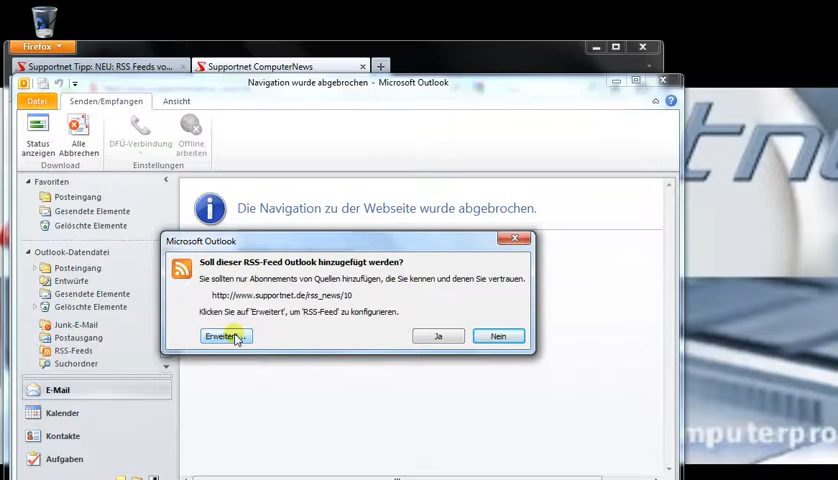 Firefox
Supportnet Tipp: NEU: RSS Feeds vo...
Supportnet ComputerNews
Navigation wurde abgebrochen - Microsoft Outlook
Datei
Senden/Empfangen
Ansicht
Status anzeigen
Alle Abbrechen
DFÜ-Verbindung
Offline arbeiten
Download
Einstellungen
Favoriten
Posteingang
Gesendete Elemente
Gelöschte Elemente
Outlook-Datendatei
Posteingang
Entwürfe
Gesendete Elemente
Gelöschte Elemente
Junk-E-Mail
Postausgang
RSS-Feeds
Suchordner
E-Mail
Kalender
Kontakte
Aufgaben
Die Navigation zu der Webseite wurde abgebrochen.
Microsoft Outlook
Soll dieser RSS-Feed Outlook hinzugefügt werden?
Sie sollten nur Abonnements von Quellen hinzufügen, die Sie kennen und denen Sie vertrauen.
http://www.supportnet.de/rss_news/10
Klicken Sie auf 'Erweitert', um 'RSS-Feed' zu konfigurieren.
Erweitert...
Ja
Nein
tn
mputerpro